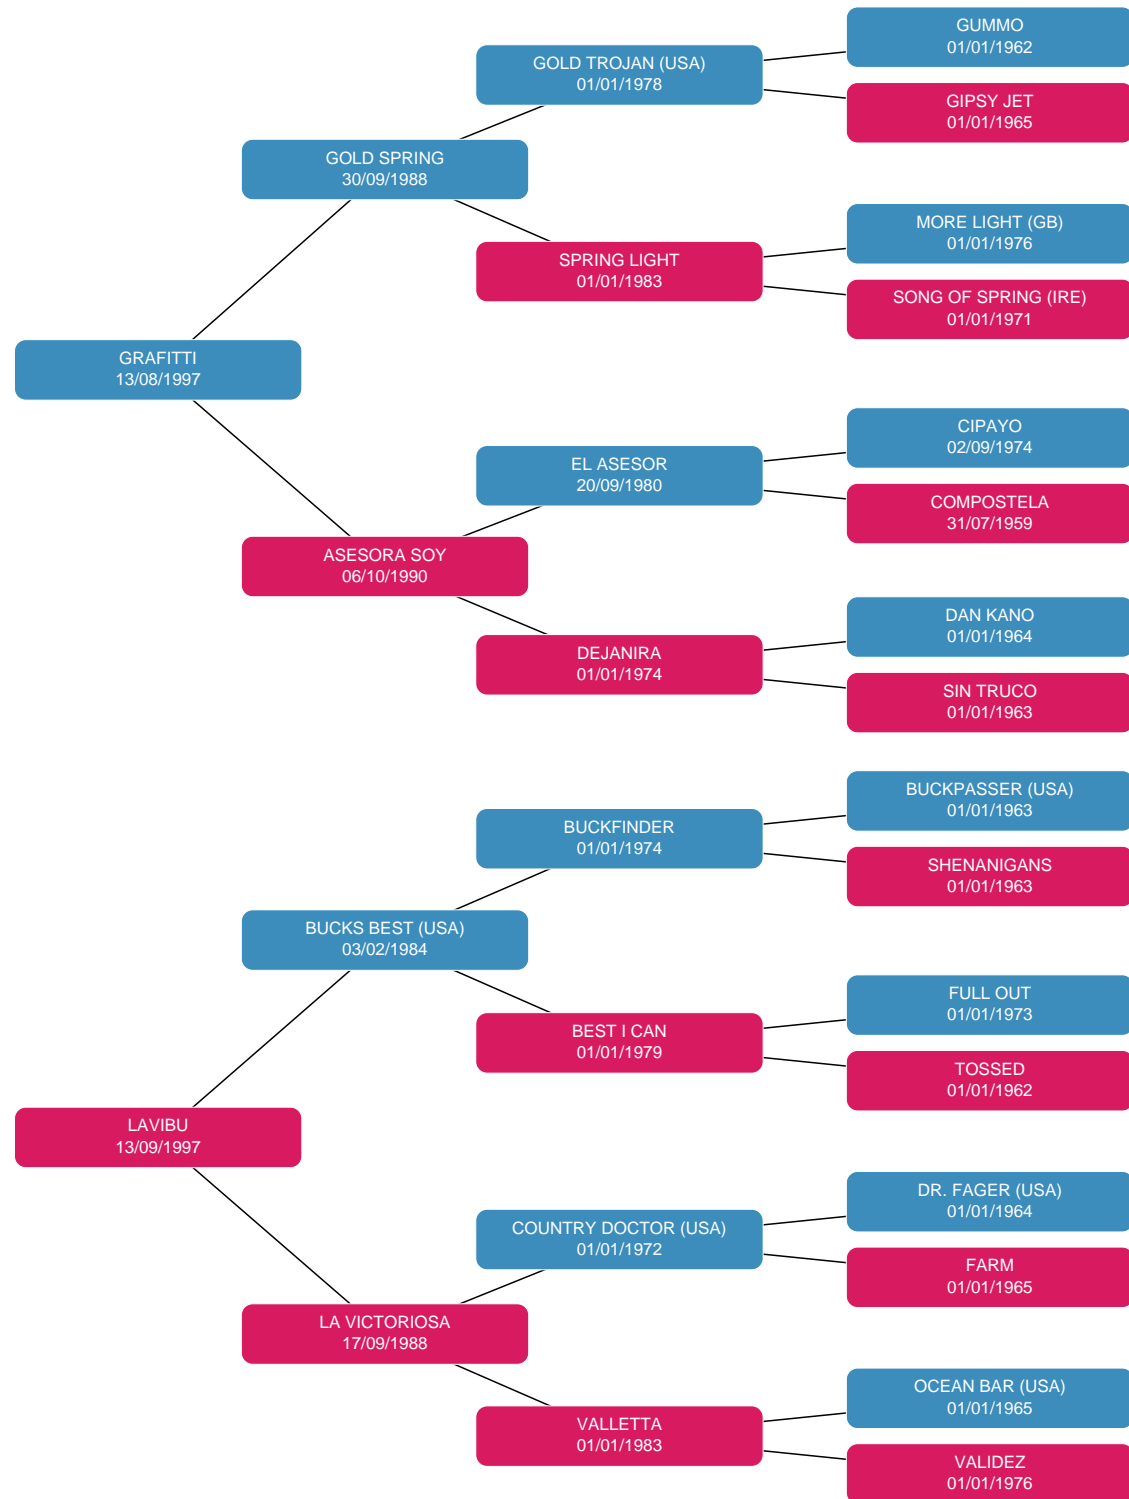 GUMMO
01/01/1962
GOLD TROJAN (USA)
01/01/1978
GIPSY JET
01/01/1965
GOLD SPRING
30/09/1988
MORE LIGHT (GB)
01/01/1976
SPRING LIGHT
01/01/1983
SONG OF SPRING (IRE)
01/01/1971
GRAFITTI
13/08/1997
CIPAYO
02/09/1974
EL ASESOR
20/09/1980
COMPOSTELA
31/07/1959
ASESORA SOY
06/10/1990
DAN KANO
01/01/1964
DEJANIRA
01/01/1974
SIN TRUCO
01/01/1963
BUCKPASSER (USA)
01/01/1963
BUCKFINDER
01/01/1974
SHENANIGANS
01/01/1963
BUCKS BEST (USA)
03/02/1984
FULL OUT
01/01/1973
BEST I CAN
01/01/1979
TOSSED
01/01/1962
LAVIBU
13/09/1997
DR. FAGER (USA)
01/01/1964
COUNTRY DOCTOR (USA)
01/01/1972
FARM
01/01/1965
LA VICTORIOSA
17/09/1988
OCEAN BAR (USA)
01/01/1965
VALLETTA
01/01/1983
VALIDEZ
01/01/1976